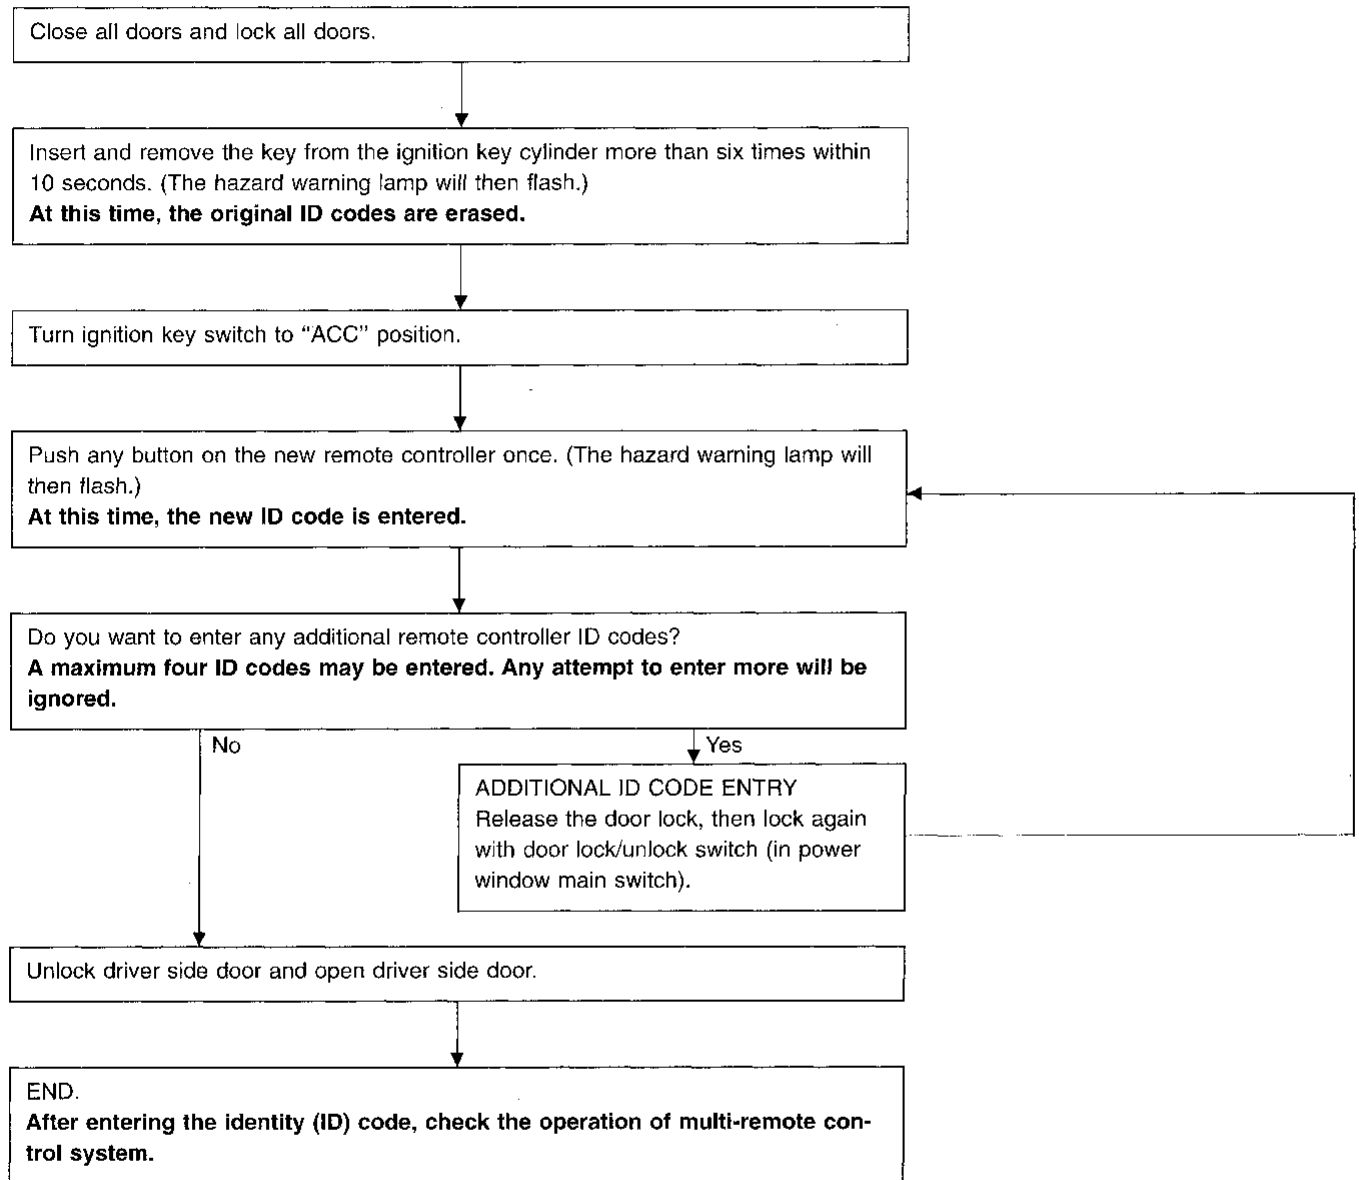 Close all doors and lock all doors.
Insert and remove the key from the ignition key cylinder more than six times within
10 seconds. (The hazard warning lamp will then flash.)
At this time, the original ID codes are erased.
Turn ignition key switch to “ACC” position.
Push any button on the new remote controller once. (The hazard warning lamp will
then flash.)
At this time, the new ID code is entered.
Do you want to enter any additional remote controller ID codes?
A maximum four ID codes may be entered. Any attempt to enter more will be
ignored.
No
Yes
ADDITIONAL ID CODE ENTRY
Release the door lock, then lock again
with door lock/unlock switch (in power
window main switch).
Unlock driver side door and open driver side door.
END.
After entering the identity (ID) code, check the operation of multi-remote con-
trol system.